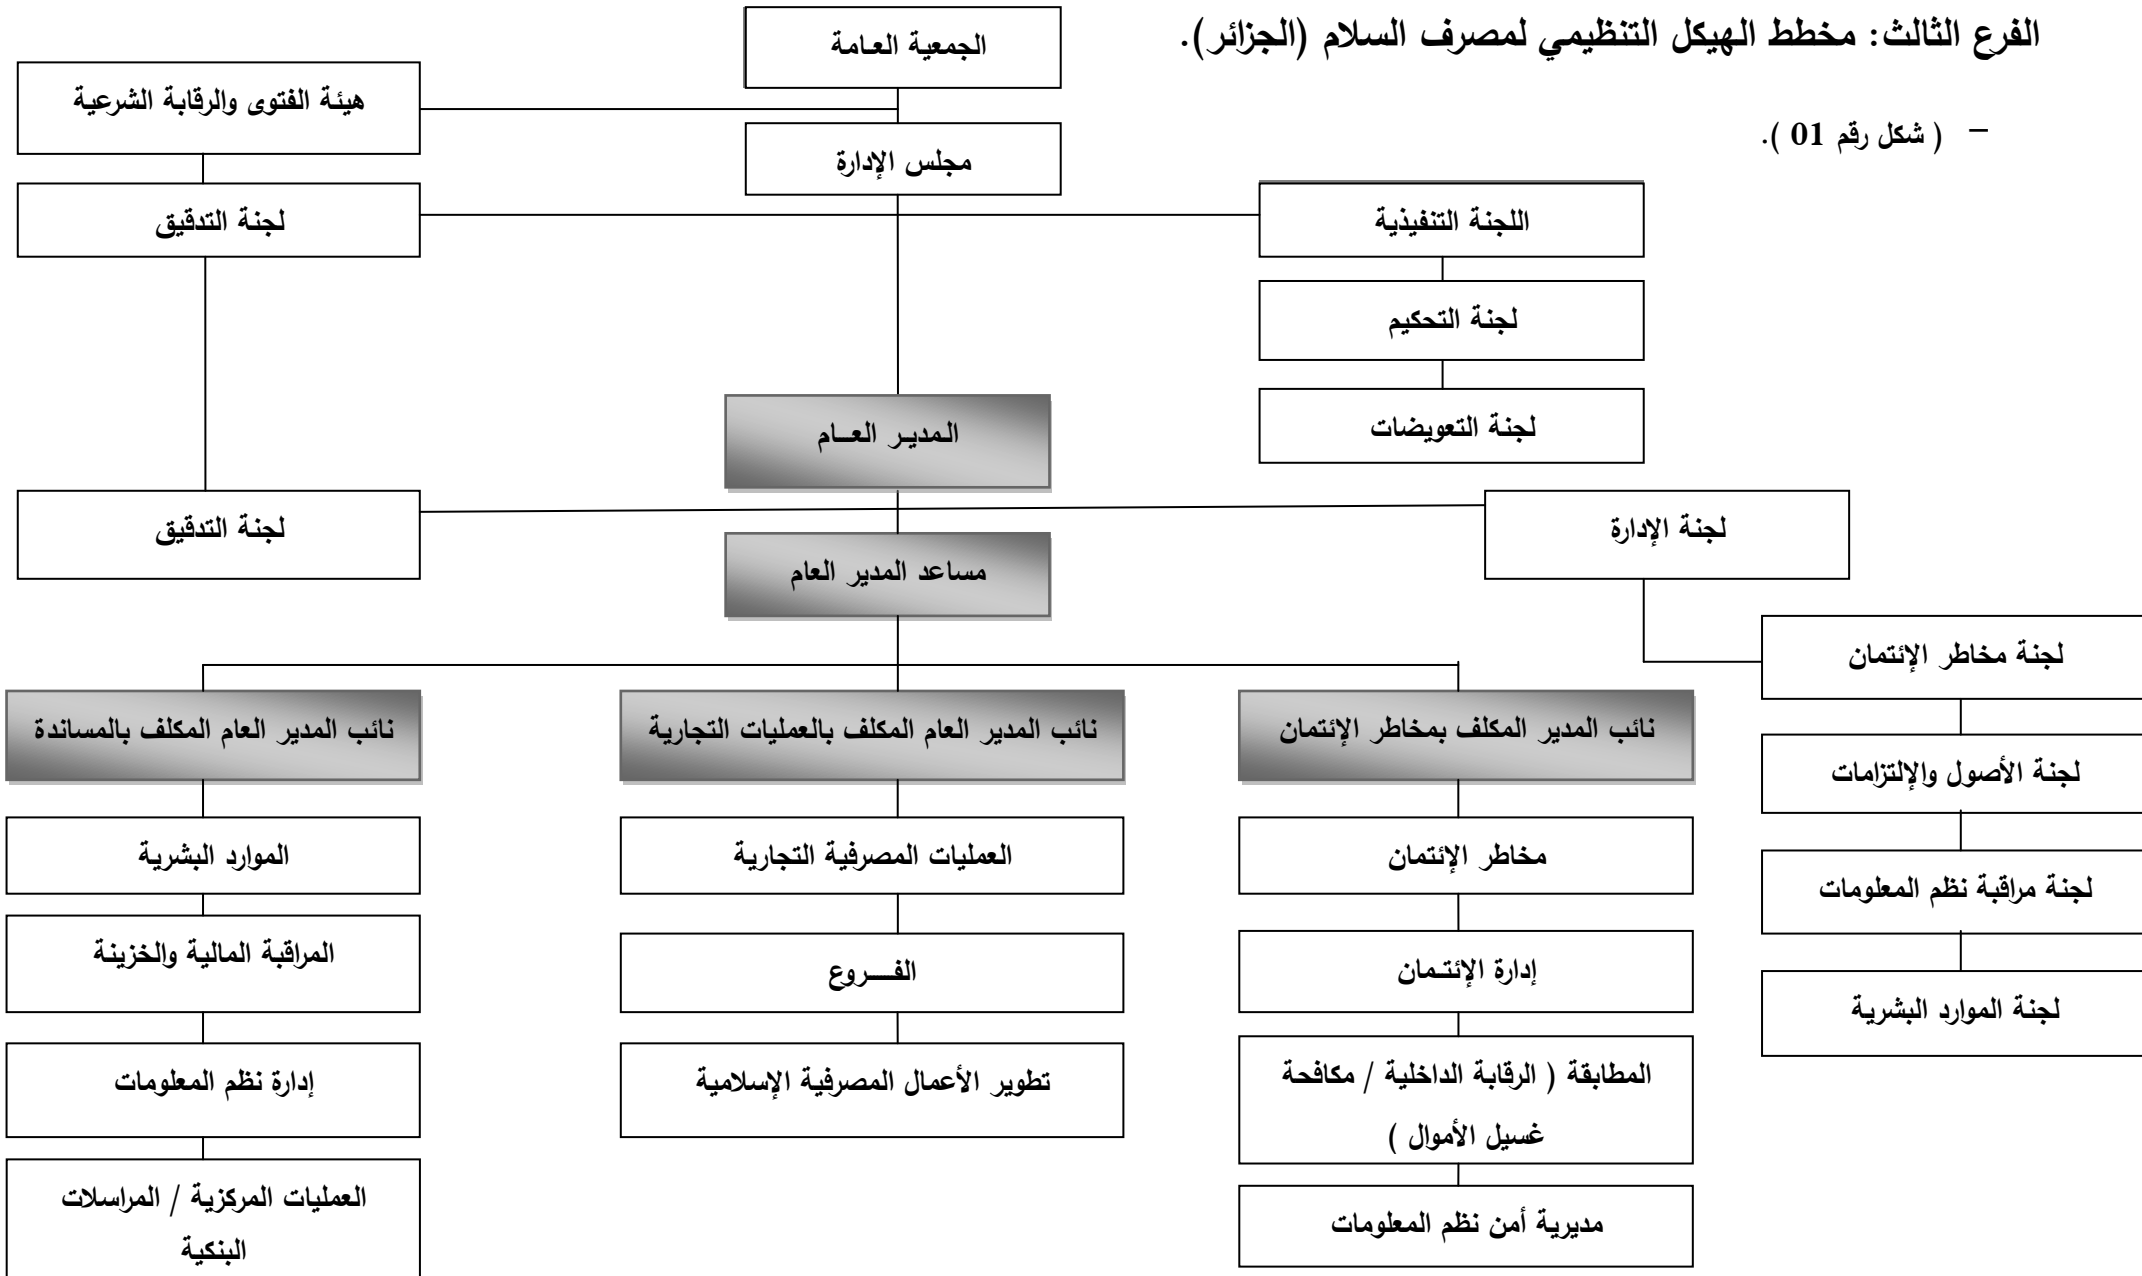 الفرع الثالث: مخطط الهيكل التنظيمي لمصرف السلام (الجزائر).
– ( شكل رقم 01 ).
الجمعية العامة
هيئة الفتوى والرقابة الشرعية
مجلس الإدارة
اللجنة التنفيذية
لجنة التدقيق
لجنة التحكيم
لجنة التعويضات
المدير العام
لجنة الإدارة
لجنة التدقيق
مساعد المدير العام
لجنة مخاطر الإئتمان
لجنة الأصول والإلتزامات
لجنة مراقبة نظم المعلومات
لجنة الموارد البشرية
نائب المدير المكلف بمخاطر الإئتمان
مخاطر الإئتمان
إدارة الإئتمان
المطابقة ( الرقابة الداخلية / مكافحة
غسيل الأموال )
مديرية أمن نظم المعلومات
نائب المدير العام المكلف بالعمليات التجارية
العمليات المصرفية التجارية
الفروع
تطوير الأعمال المصرفية الإسلامية
نائب المدير العام المكلف بالمساندة
الموارد البشرية
المراقبة المالية والخزينة
إدارة نظم المعلومات
العمليات المركزية / المراسلات
البنكية